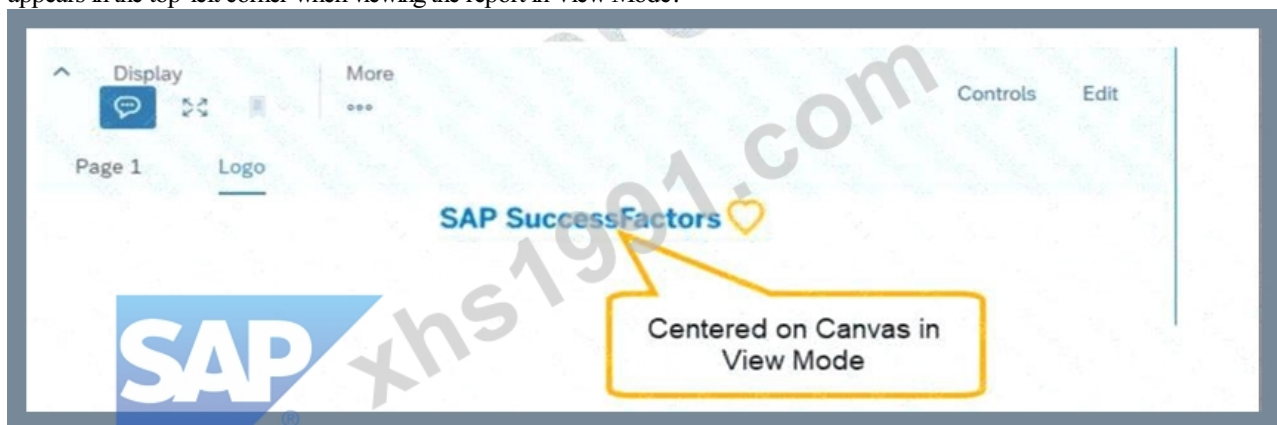 appears in the top-left corner when viewing the report in View Mode?
Display
More
Controls Edit
Page 1 Logo
SAP SuccessFactors
Centered on Canvas in
View Mode
SAP
®
xhs1991.com